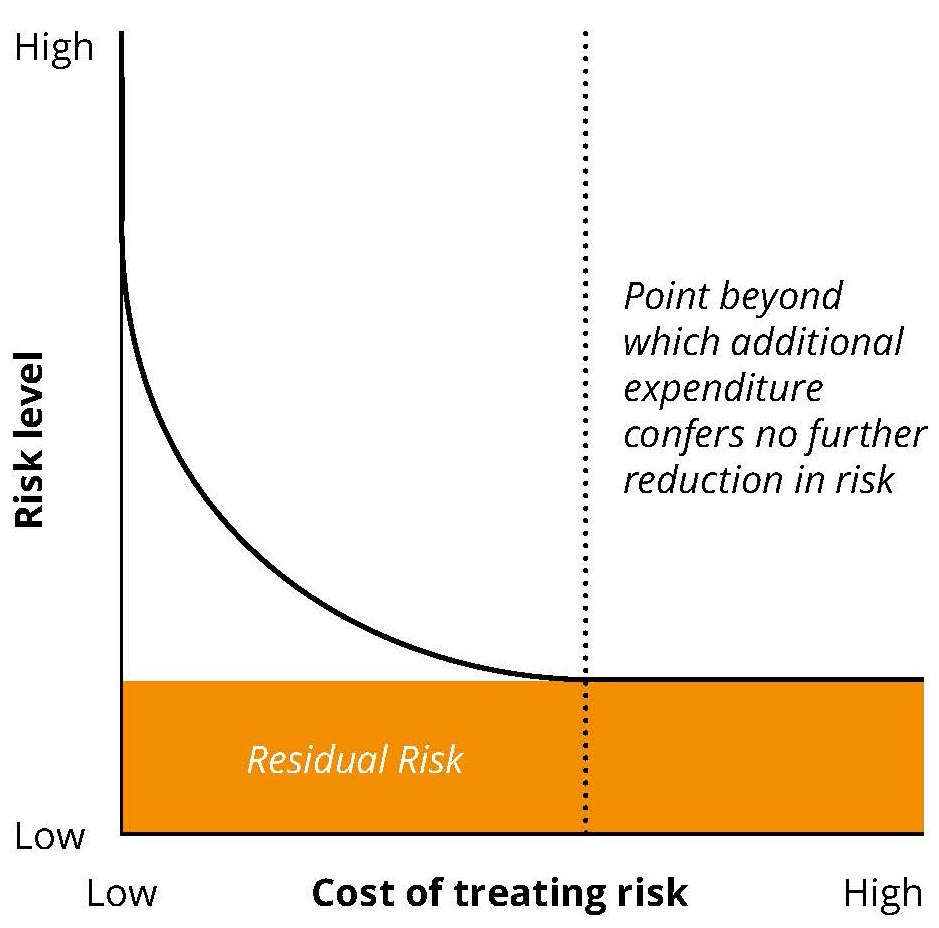 High
Point beyond
which additional
expenditure
confers no further
reduction in risk
Risk level
Residual Risk
Low
Low
Cost of treating risk
High